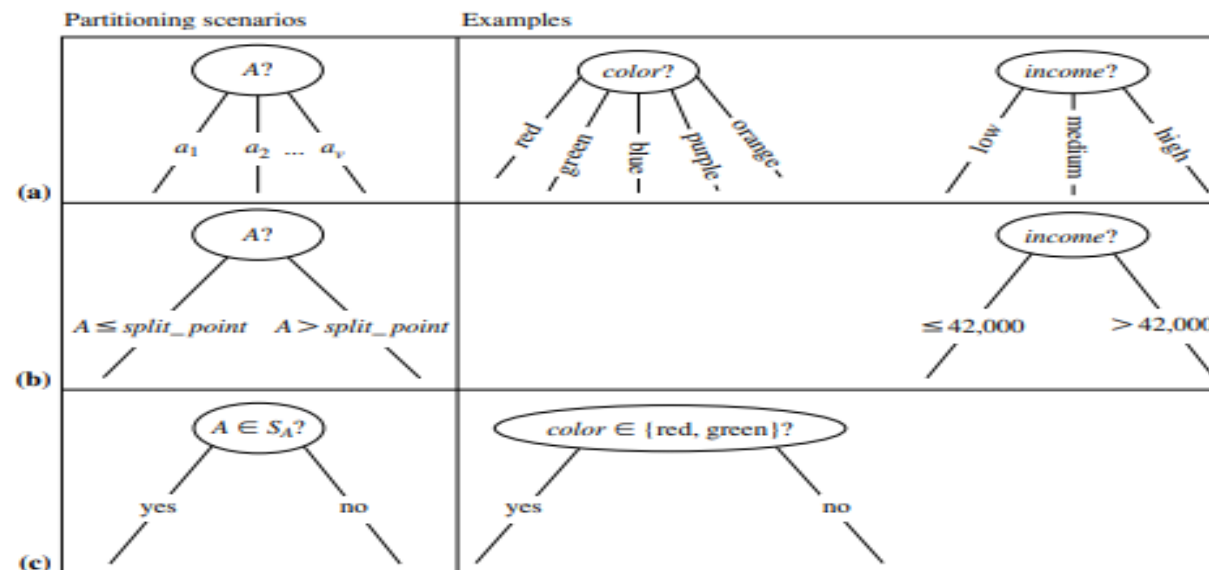 Partitioning scenarios Examples
A? color? income?
a₁ a₂ ... aᵥ red green blue purple orange low medium high
(a)
A? income?
A ≤ split_point A > split_point ≤ 42,000 > 42,000
(b)
A ∈ S_A? color ∈ {red, green}?
yes no yes no
(c)